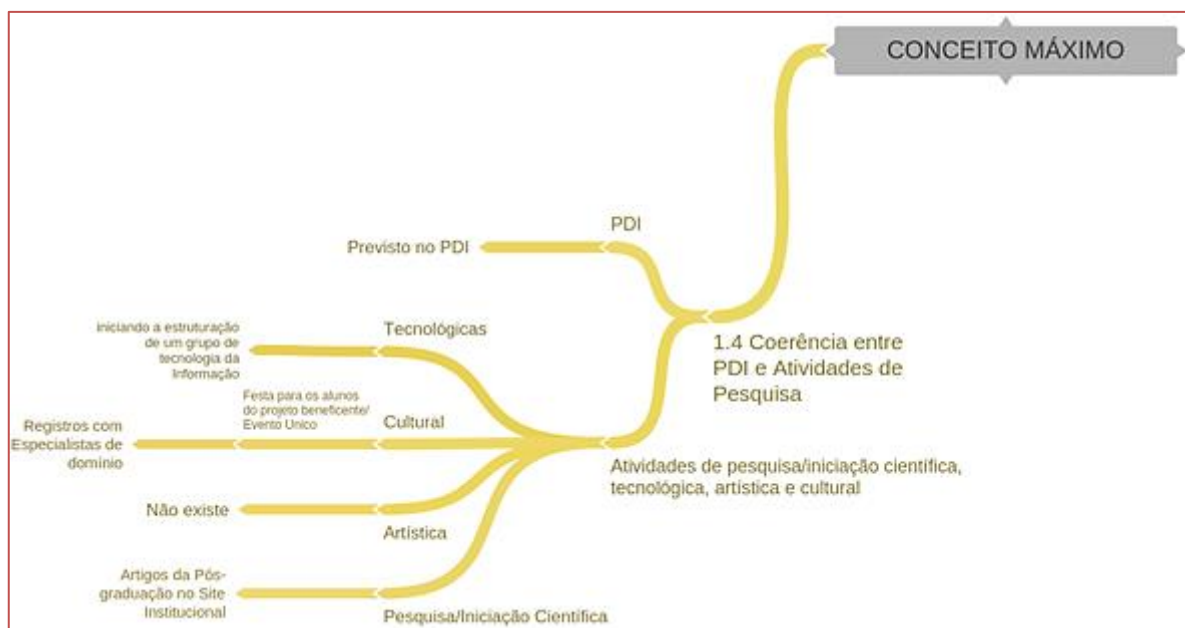 CONCEITO MÁXIMO
PDI
Previsto no PDI
1.4 Coerência entre
PDI e Atividades de
Pesquisa
Tecnológicas
iniciando a estruturação
de um grupo de
tecnologia da
Informação
Festa para os alunos
do projeto beneficente/
Evento Unico
Cultural
Registros com
Especialistas de
domínio
Atividades de pesquisa/iniciação científica,
tecnológica, artística e cultural
Não existe
Artística
Artigos da Pós-
graduação no Site
Institucional
Pesquisa/Iniciação Científica